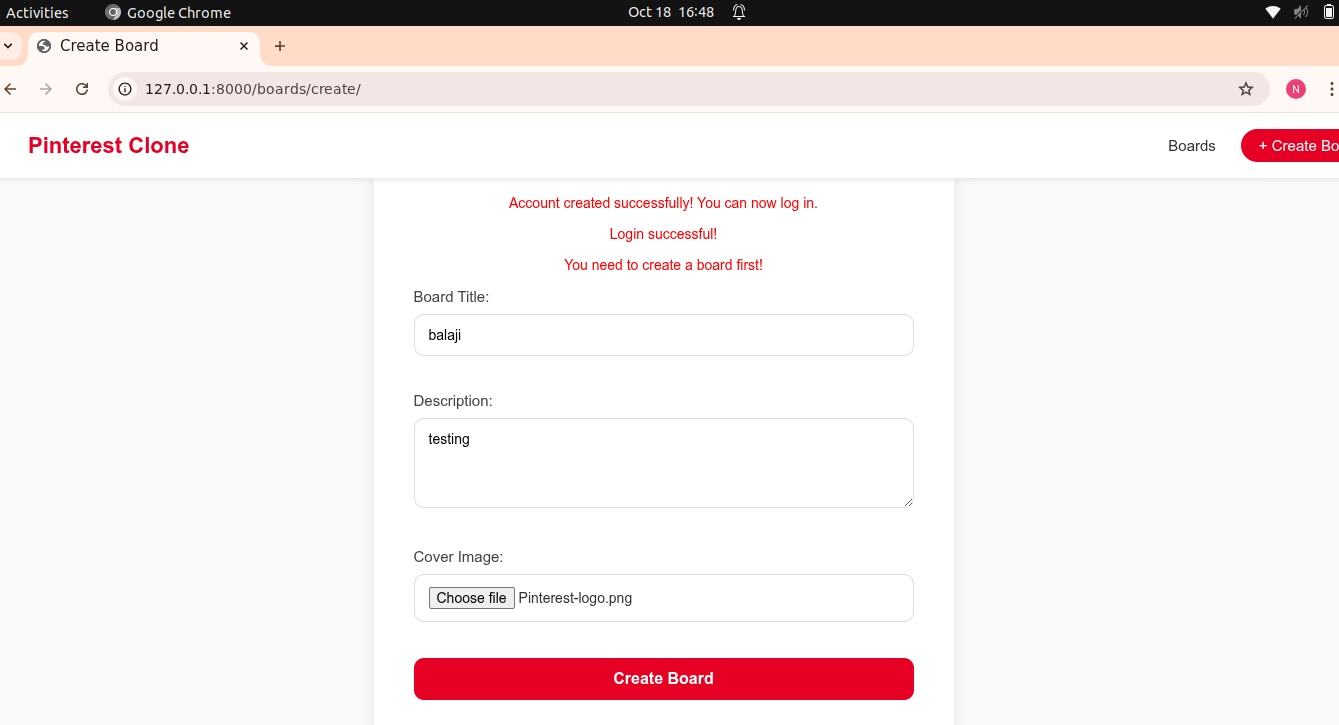 Activities Google Chrome Oct 18 16:48
Create Board
127.0.0.1:8000/boards/create/ N
Pinterest Clone Boards + Create Bo
Account created successfully! You can now log in.
Login successful!
You need to create a board first!
Board Title:
balaji
Description:
testing
Cover Image:
Choose file Pinterest-logo.png
Create Board